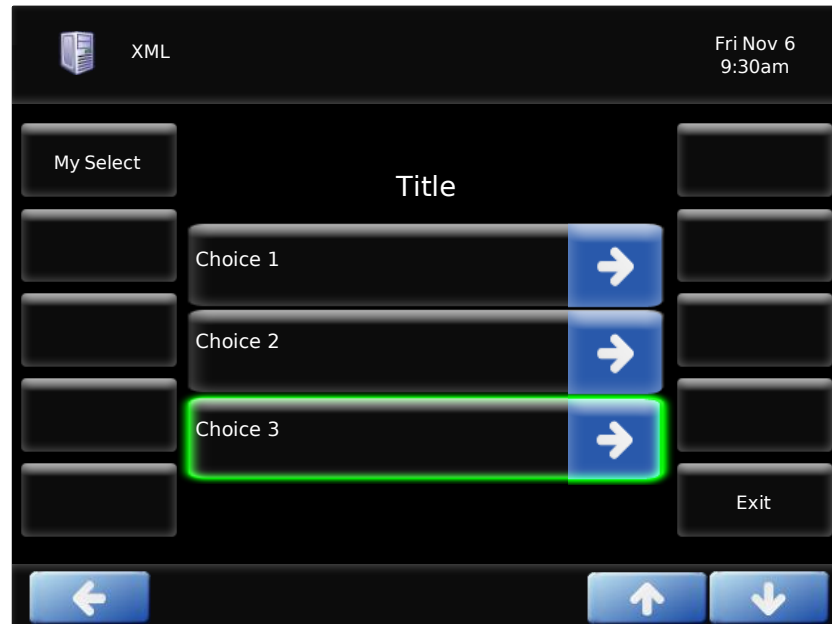 XML
Fri Nov 6
9:30am
My Select
Title
Choice 1
Choice 2
Choice 3
Exit